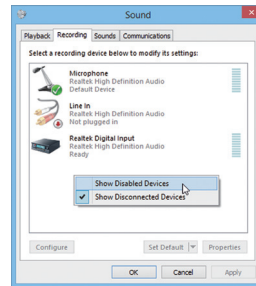 Sound
Playback Recording Sounds Communications
Select a recording device below to modify its settings:
Microphone
Realtek High Definition Audio
Default Device
Line In
Realtek High Definition Audio
Not plugged in
Realtek Digital Input
Realtek High Definition Audio
Ready
Show Disabled Devices
Show Disconnected Devices
Configure Set Default Properties
OK Cancel Apply